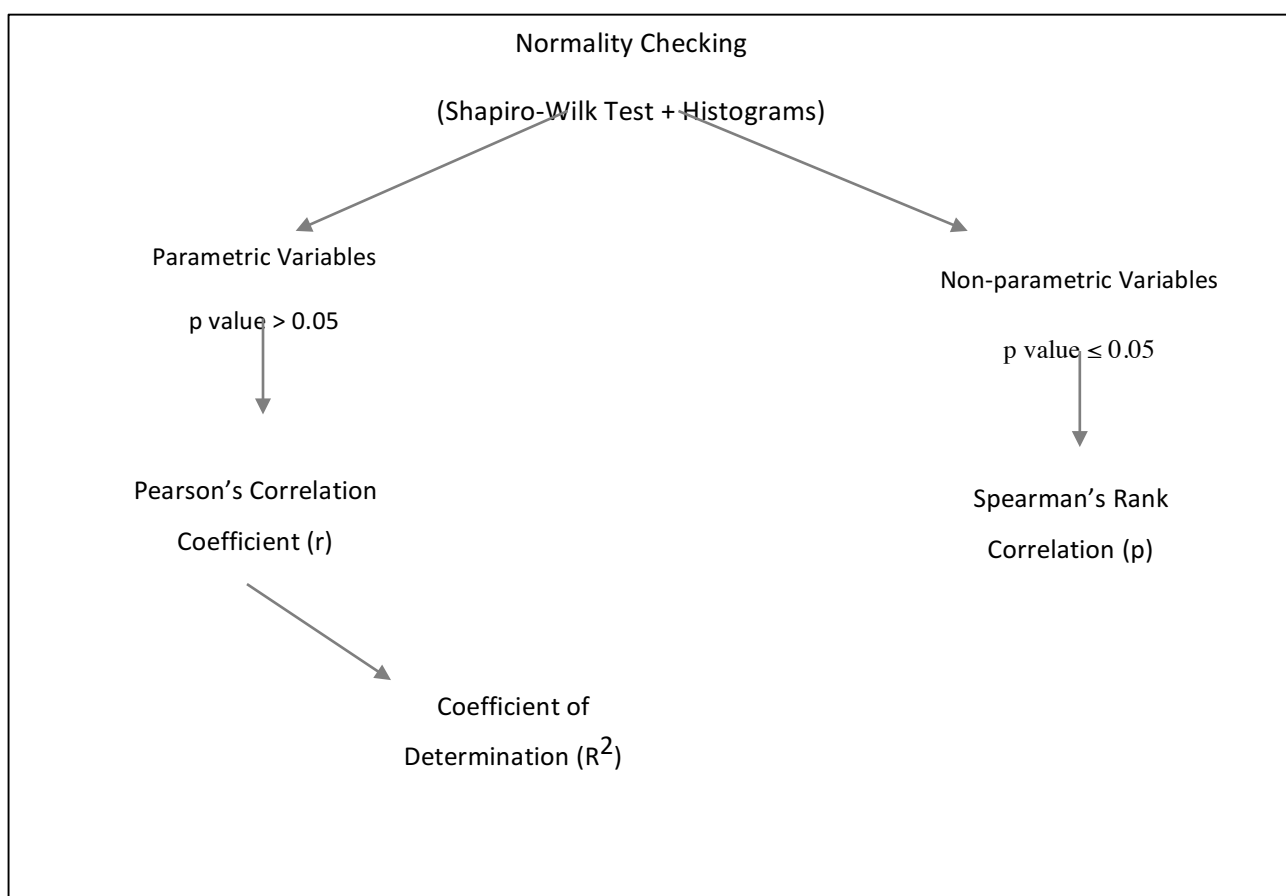 Normality Checking
(Shapiro-Wilk Test + Histograms)
Parametric Variables
p value > 0.05
Non-parametric Variables
p value ≤ 0.05
Pearson’s Correlation
Coefficient (r)
Spearman’s Rank
Correlation (p)
Coefficient of
Determination (R²)